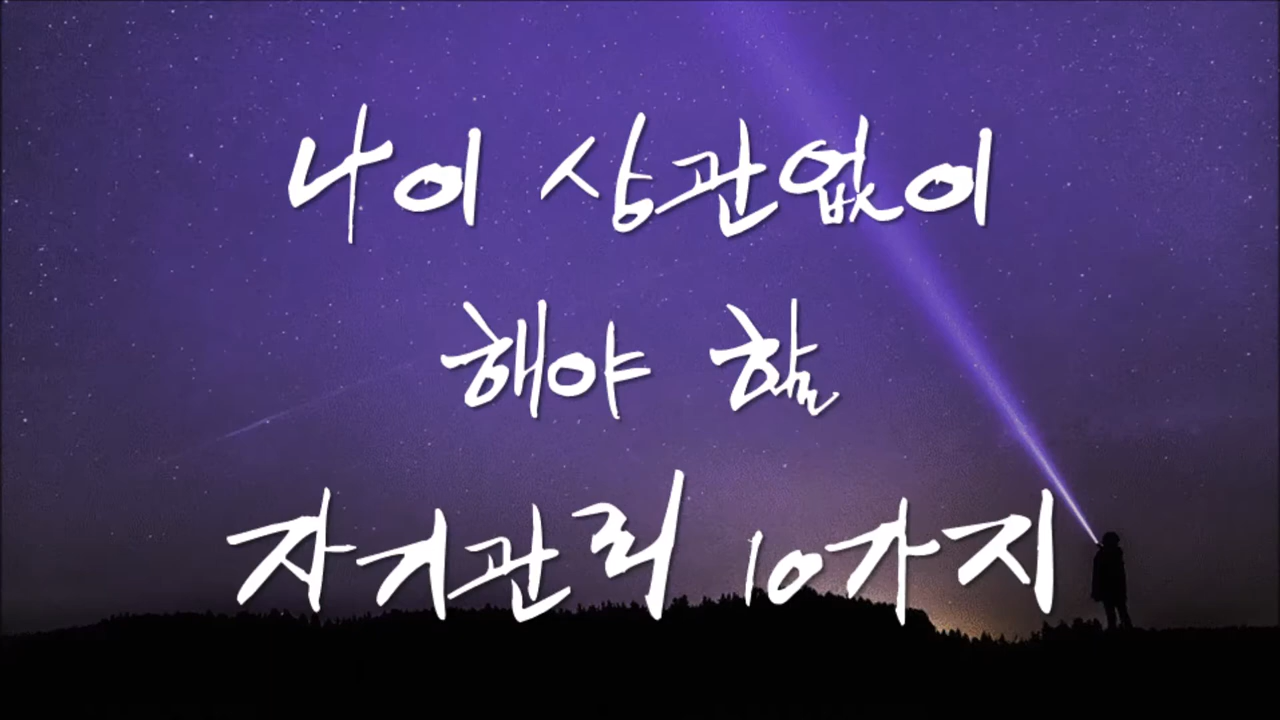 나이 상관없이
해야 할
자기관리 10가지